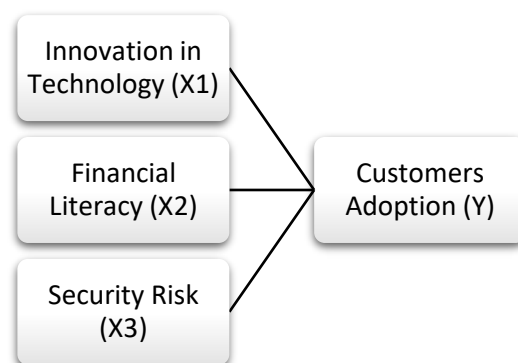 Innovation in
Technology (X1)
Financial
Literacy (X2)
Security Risk
(X3)
Customers
Adoption (Y)